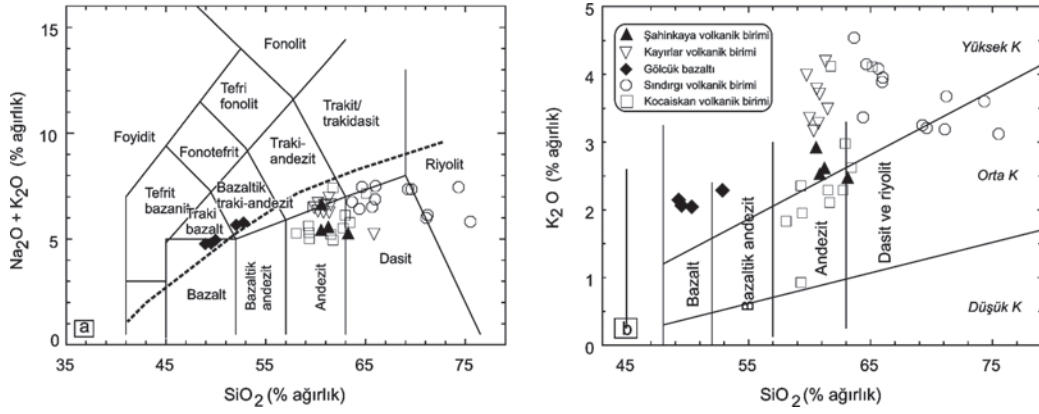 15
10
5
0
35
45
55
65
75
Na₂O + K₂O (% ağırlık)
SiO₂ (% ağırlık)
Fonolit
Tefri
fonolit
Foyidit
Fonotefrit
Tefrit
bazanit
Traki
bazalt
Bazaltik
traki-andezit
Traki-
andezit
Trakit/
trakidasit
Riyolit
Bazalt
Bazaltik
andezit
Andezit
Dasit
a
5
4
3
2
1
0
45
55
65
75
K₂O (% ağırlık)
SiO₂ (% ağırlık)
Şahinkaya volkanik birimi
Kayırlar volkanik birimi
Gölcük bazaltı
Sındırgı volkanik birimi
Kocaiskan volkanik birimi
Yüksek K
Orta K
Düşük K
Bazalt
Bazaltik andezit
Andezit
Dasit ve riyolit
b